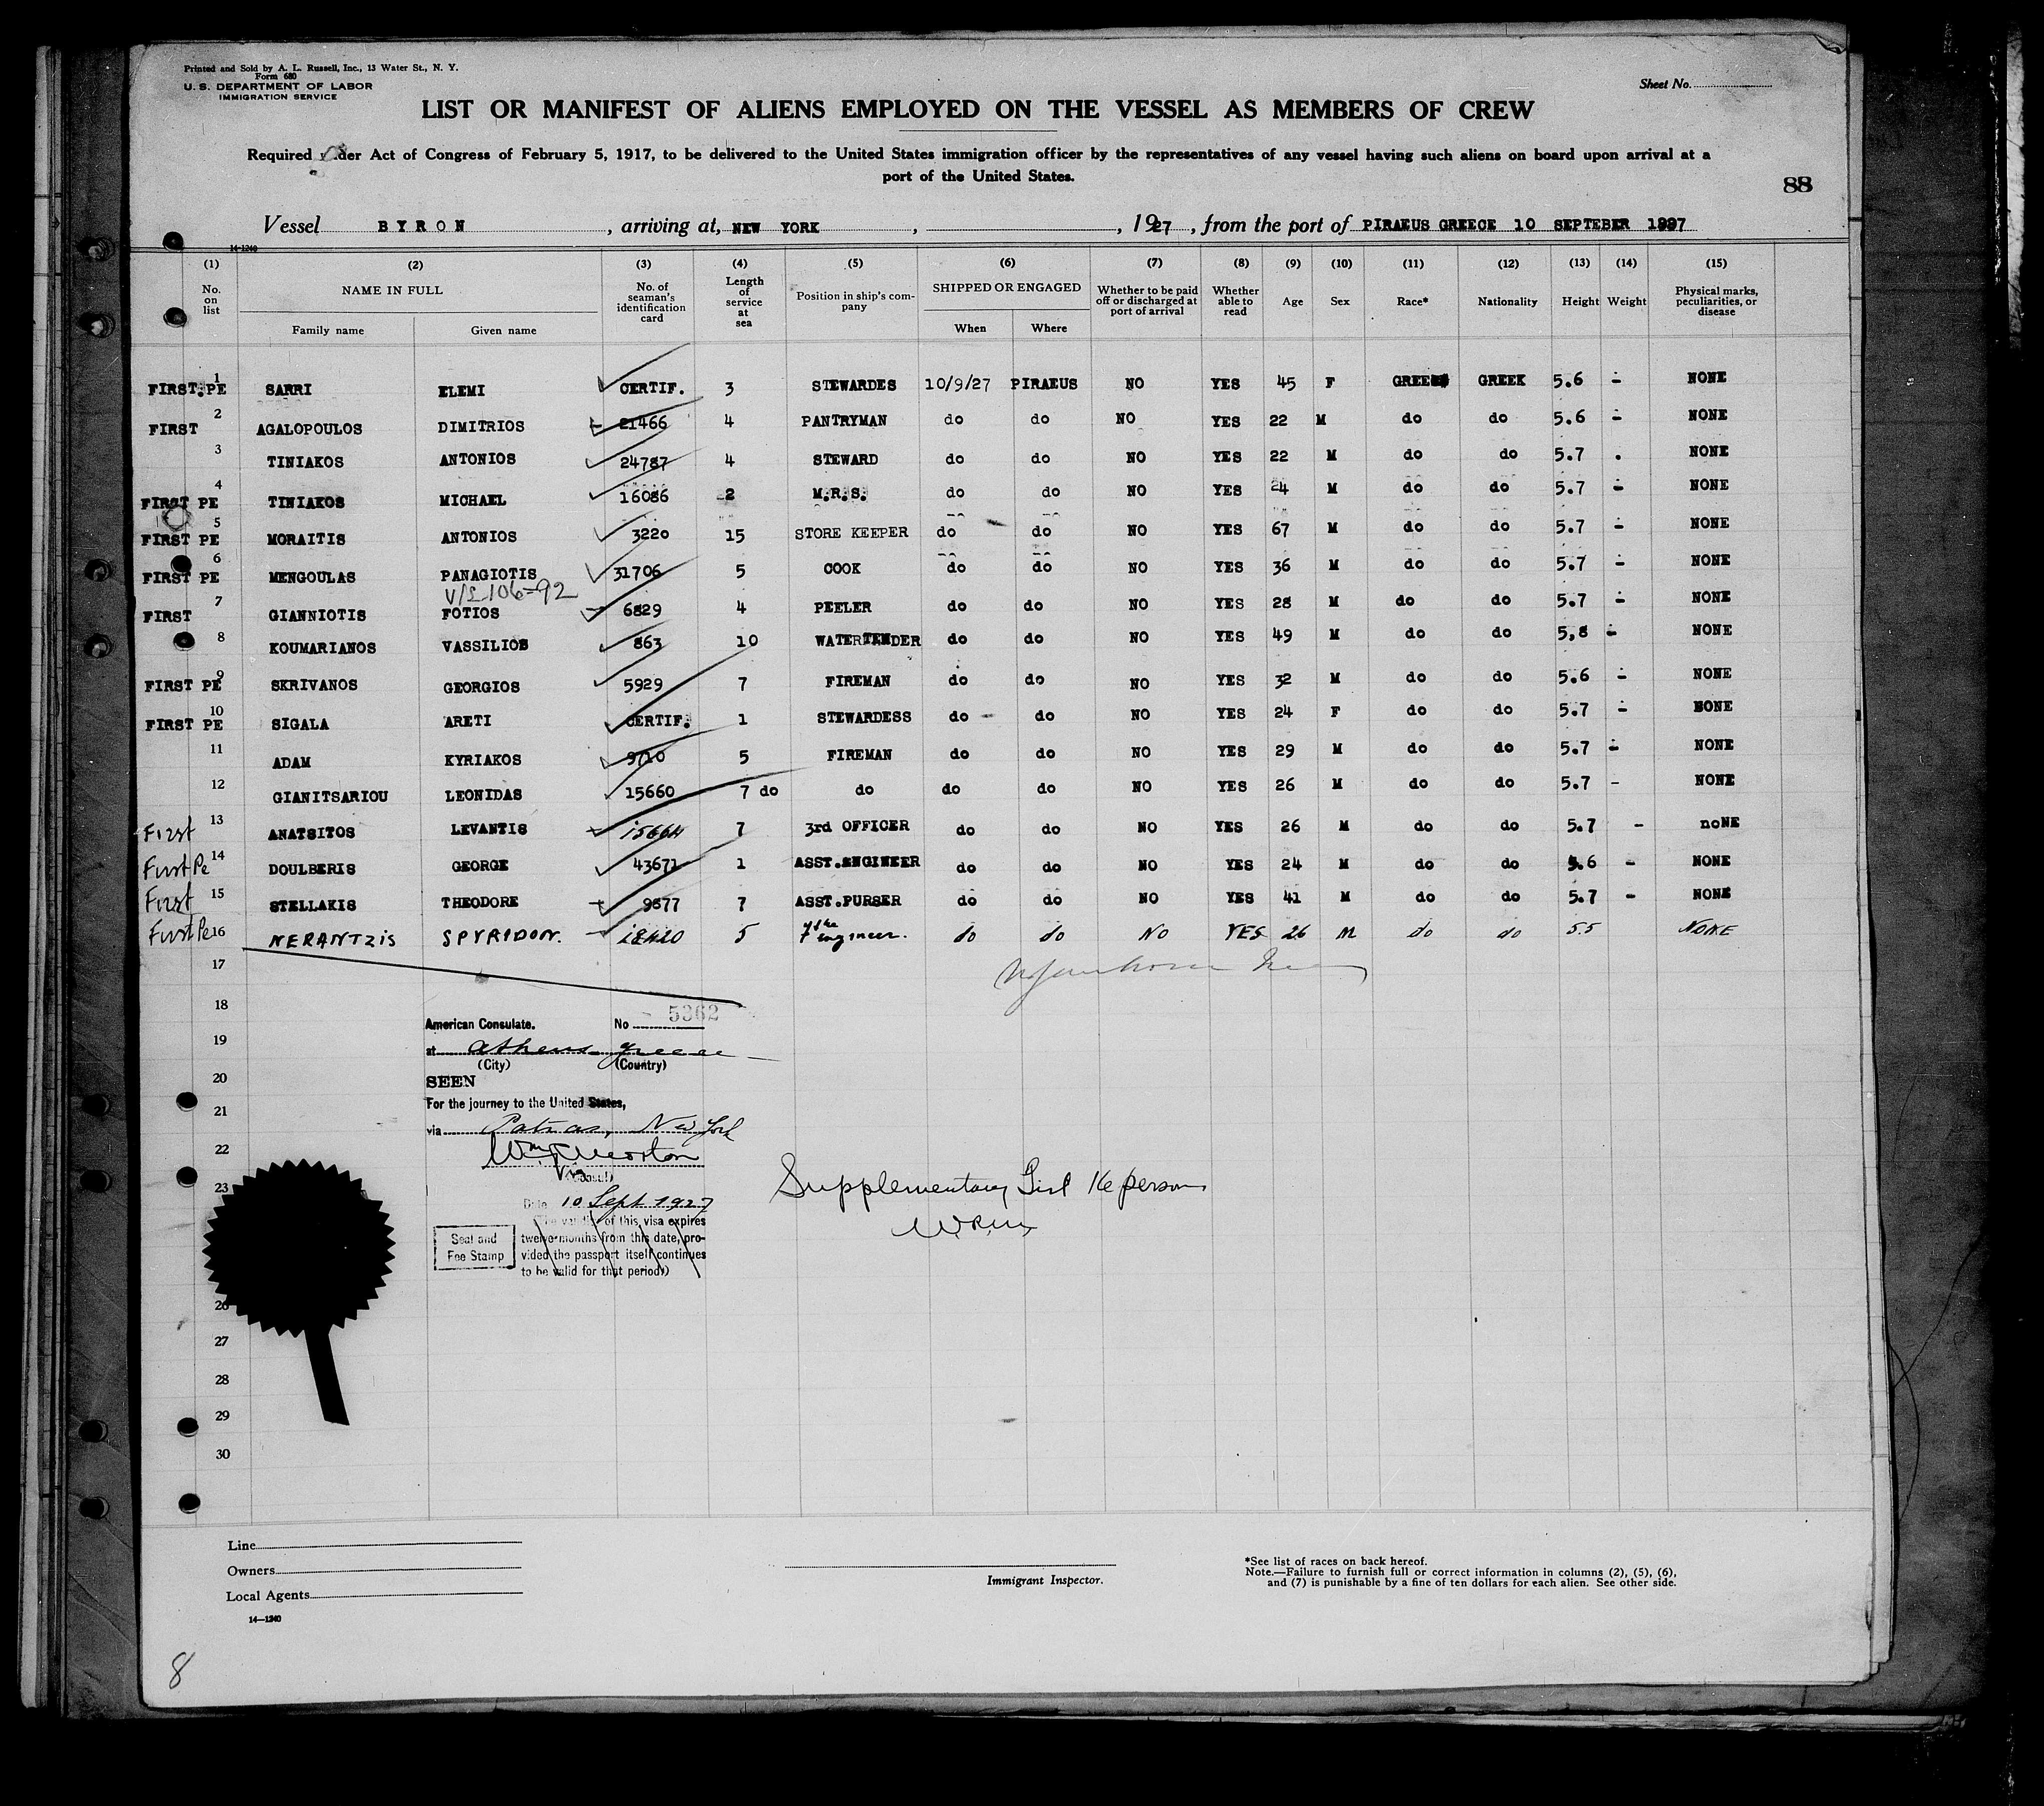 Printed and Sold by A. L. Russell, Inc., 13 Water St., N. Y.
Form 680
U. S. DEPARTMENT OF LABOR
IMMIGRATION SERVICE
Sheet No.
LIST OR MANIFEST OF ALIENS EMPLOYED ON THE VESSEL AS MEMBERS OF CREW
Required under Act of Congress of February 5, 1917, to be delivered to the United States immigration officer by the representatives of any vessel having such aliens on board upon arrival at a
port of the United States.
88
Vessel BYRON, arriving at, NEW YORK, , 1927, from the port of PIRAEUS GREECE 10 SEPTEBER 1997
14-1240
(1) (2) (3) (4) (5) (6) (7) (8) (9) (10) (11) (12) (13) (14) (15)
No. on list NAME IN FULL Family name Given name No. of seaman's identification card Length of service at sea Position in ship's company SHIPPED OR ENGAGED When Where Whether to be paid off or discharged at port of arrival Whether able to read Age Sex Race* Nationality Height Weight Physical marks, peculiarities, or disease
FIRST.PE 1 SARRI ELEMI CERTIF. 3 STEWARDES 10/9/27 PIRAEUS NO YES 45 F GREEK GREEK 5.6 - NONE
FIRST 2 AGALOPOULOS DIMITRIOS 21466 4 PANTRYMAN do do NO YES 22 M do do 5.6 - NONE
3 TINIAKOS ANTONIOS 24787 4 STEWARD do do NO YES 22 M do do 5.7 . NONE
FIRST PE 4 TINIAKOS MICHAEL 16086 2 M.R.S. do do NO YES 24 M do do 5.7 - NONE
FIRST PE 5 MORAITIS ANTONIOS 3220 15 STORE KEEPER do do NO YES 67 M do do 5.7 - NONE
FIRST PE 6 MENGOULAS PANAGIOTIS 31706 5 COOK do do NO YES 36 M do do 5.7 - NONE
V/L 106-92
FIRST 7 GIANNIOTIS FOTIOS 6829 4 PEELER do do NO YES 28 M do do 5.7 - NONE
8 KOUMARIANOS VASSILIOS 863 10 WATERTENDER do do NO YES 49 M do do 5,8 - NONE
FIRST PE 9 SKRIVANOS GEORGIOS 5929 7 FIREMAN do do NO YES 32 M do do 5.6 - NONE
FIRST PE 10 SIGALA ARETI CERTIF. 1 STEWARDESS do do NO YES 24 F do do 5.7 - NONE
11 ADAM KYRIAKOS 9710 5 FIREMAN do do NO YES 29 M do do 5.7 - NONE
12 GIANITSARIOU LEONIDAS 15660 7 do do do do NO YES 26 M do do 5.7 - NONE
First 13 ANATSITOS LEVANTIS 15664 7 3rd OFFICER do do NO YES 26 M do do 5.7 - noNE
First Pe 14 DOULBERIS GEORGE 43671 1 ASST.ENGINEER do do NO YES 24 M do do 5.6 - NONE
First 15 STELLAKIS THEODORE 9877 7 ASST.PURSER do do NO YES 41 M do do 5.7 - NONE
First Pe 16 NERANTZIS SPYRIDON. 18420 5 engineer. do do NO YES 26 M do do 5.5 NONE
17
18
American Consulate. No 5362
19
at Athens Greece
(City) (Country)
20
SEEN
21
For the journey to the United States,
via Patras, New York
22
Vice
(Consul)
23
Supplementary List 16 persons
Date 10 Sept. 1927
(The validity of this visa expires
twelve months from this date, pro-
vided the passport itself continues
to be valid for that period.)
Seal and
Fee Stamp
26
27
28
29
30
Line
Owners
Local Agents
14—1240
Immigrant Inspector.
*See list of races on back hereof.
Note.—Failure to furnish full or correct information in columns (2), (5), (6),
and (7) is punishable by a fine of ten dollars for each alien. See other side.
8